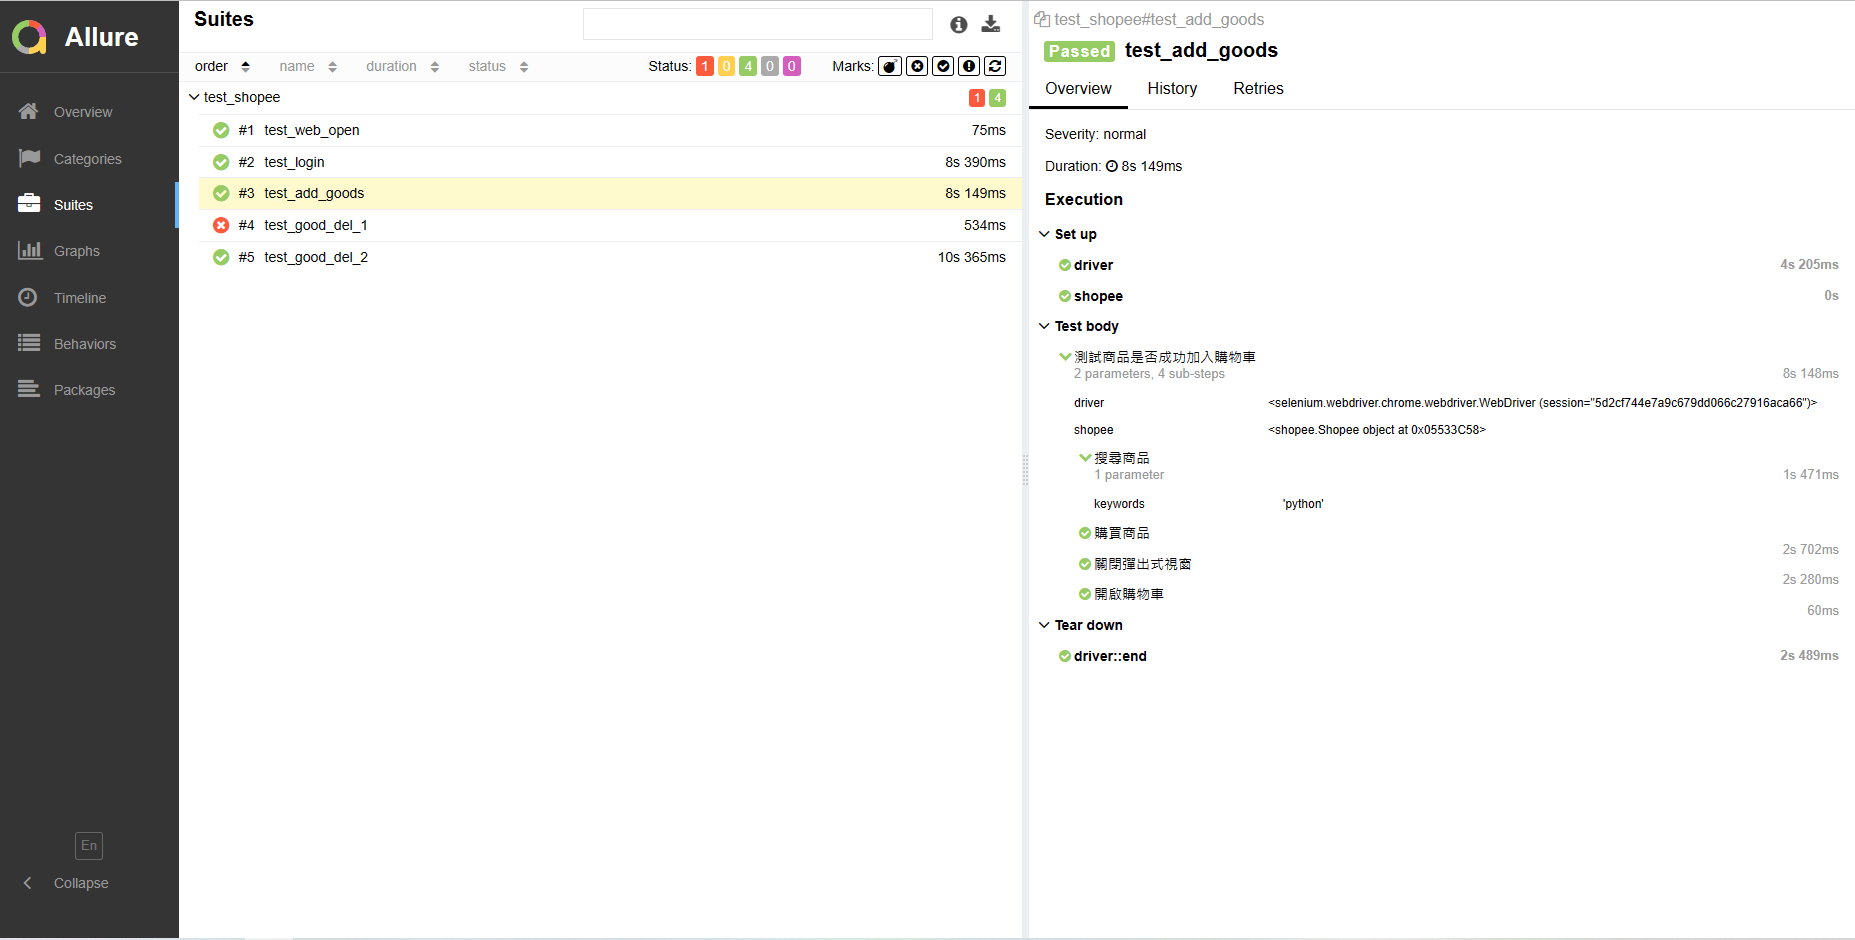 Allure
Overview
Categories
Suites
Graphs
Timeline
Behaviors
Packages
En
Collapse
Suites
order name duration status Status: 1 0 4 0 0 Marks:
test_shopee 1 4
#1 test_web_open 75ms
#2 test_login 8s 390ms
#3 test_add_goods 8s 149ms
#4 test_good_del_1 534ms
#5 test_good_del_2 10s 365ms
test_shopee#test_add_goods
Passed test_add_goods
Overview History Retries
Severity: normal
Duration: 8s 149ms
Execution
Set up
driver 4s 205ms
shopee 0s
Test body
測試商品是否成功加入購物車
2 parameters, 4 sub-steps 8s 148ms
driver <selenium.webdriver.chrome.webdriver.WebDriver (session="5d2cf744e7a9c679dd066c27916aca66")>
shopee <shopee.Shopee object at 0x05533C58>
搜尋商品
1 parameter 1s 471ms
keywords 'python'
購買商品
2s 702ms
關閉彈出式視窗
2s 280ms
開啟購物車
60ms
Tear down
driver::end 2s 489ms